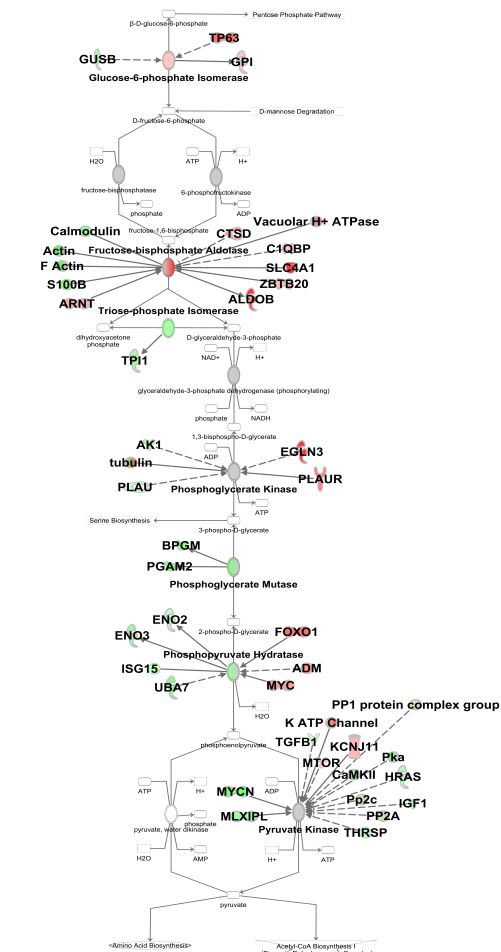 β-D-glucose-6-phosphate
Pentose Phosphate Pathway
TP63
GUSB
GPI
Glucose-6-phosphate Isomerase
D-mannose Degradation
D-fructose-6-phosphate
H2O
ATP
H+
fructose-bisphosphatase
6-phosphofructokinase
phosphate
ADP
Vacuolar H+ ATPase
fructose-1,6-bisphosphate
Calmodulin
CTSD
Actin
Fructose-bisphosphate Aldolase
C1QBP
F Actin
SLC4A1
S100B
ZBTB20
ARNT
ALDOB
Triose-phosphate Isomerase
dihydroxyacetone
phosphate
D-glyceraldehyde-3-phosphate
TPI1
NAD+
H+
glyceraldehyde-3-phosphate dehydrogenase (phosphorylating)
phosphate
NADH
1,3-bisphospho-D-glycerate
AK1
ADP
EGLN3
tubulin
PLAUR
PLAU
Phosphoglycerate Kinase
ATP
Serine Biosynthesis
3-phospho-D-glycerate
BPGM
PGAM2
Phosphoglycerate Mutase
ENO2
2-phospho-D-glycerate
FOXO1
ENO3
Phosphopyruvate Hydratase
ISG15
ADM
UBA7
MYC
H2O
PP1 protein complex group
K ATP Channel
phosphoenolpyruvate
TGFB1
KCNJ11
MTOR
Pka
CaMKII
HRAS
ATP
H+
ADP
MYCN
Pp2c
IGF1
phosphate
MLXIPL
PP2A
pyruvate, water dikinase
Pyruvate Kinase
THRSP
H2O
AMP
H+
ATP
pyruvate
<Amino Acid Biosynthesis>
Acetyl-CoA Biosynthesis I